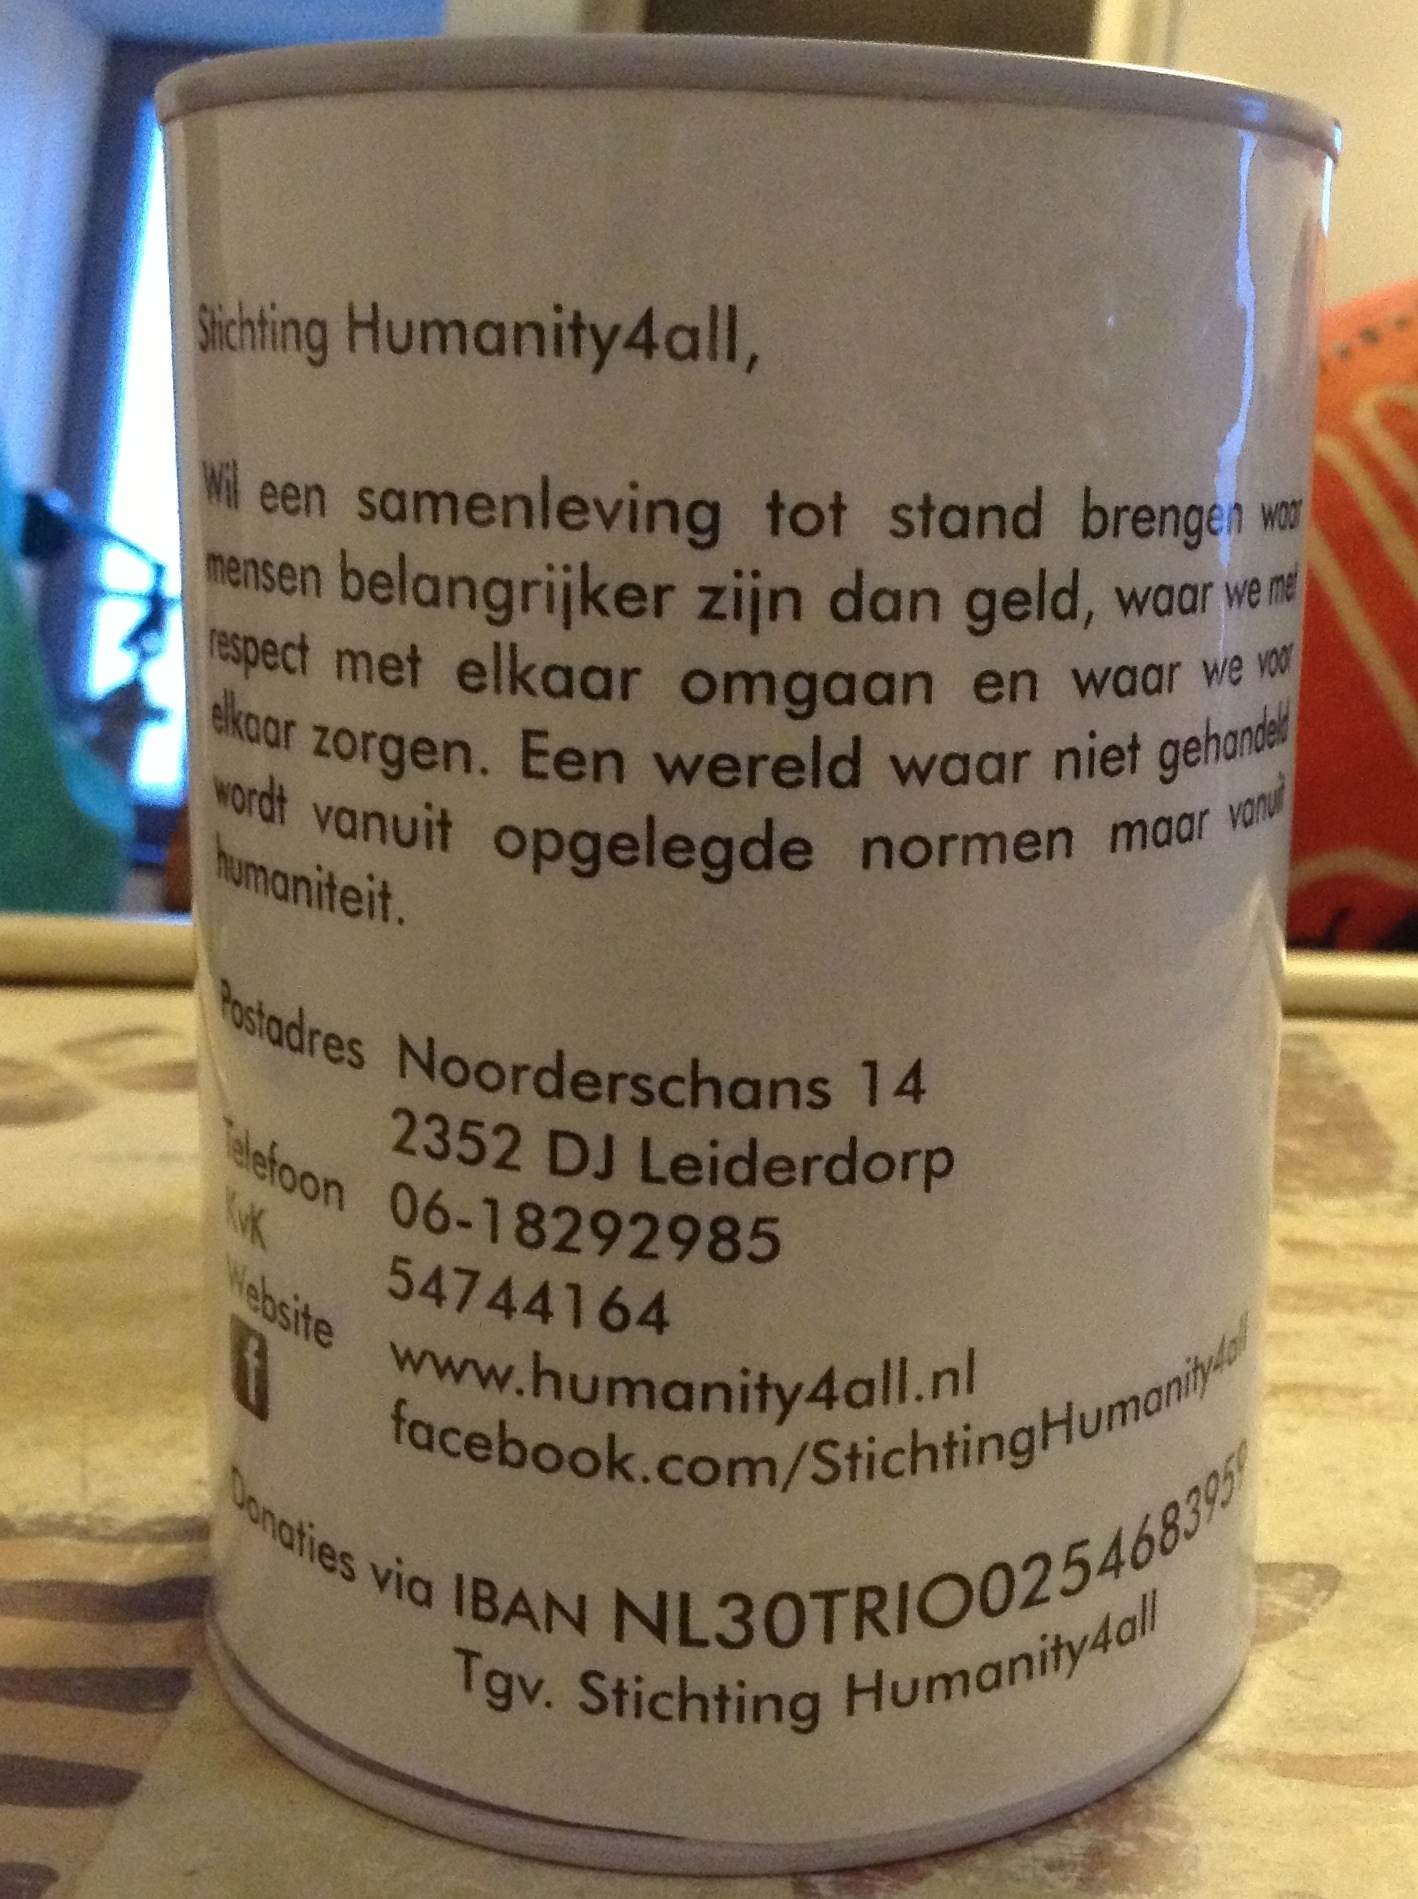 Stichting Humanity4all,
Wil een samenleving tot stand brengen waar
mensen belangrijker zijn dan geld, waar we met
respect met elkaar omgaan en waar we voor
elkaar zorgen. Een wereld waar niet gehandeld
wordt vanuit opgelegde normen maar vanuit
humaniteit.
Postadres Noorderschans 14
2352 DJ Leiderdorp
Telefoon 06-18292985
KvK 54744164
Website www.humanity4all.nl
f facebook.com/StichtingHumanity4all
Donaties via IBAN NL30TRIO0254683959
Tgv. Stichting Humanity4all